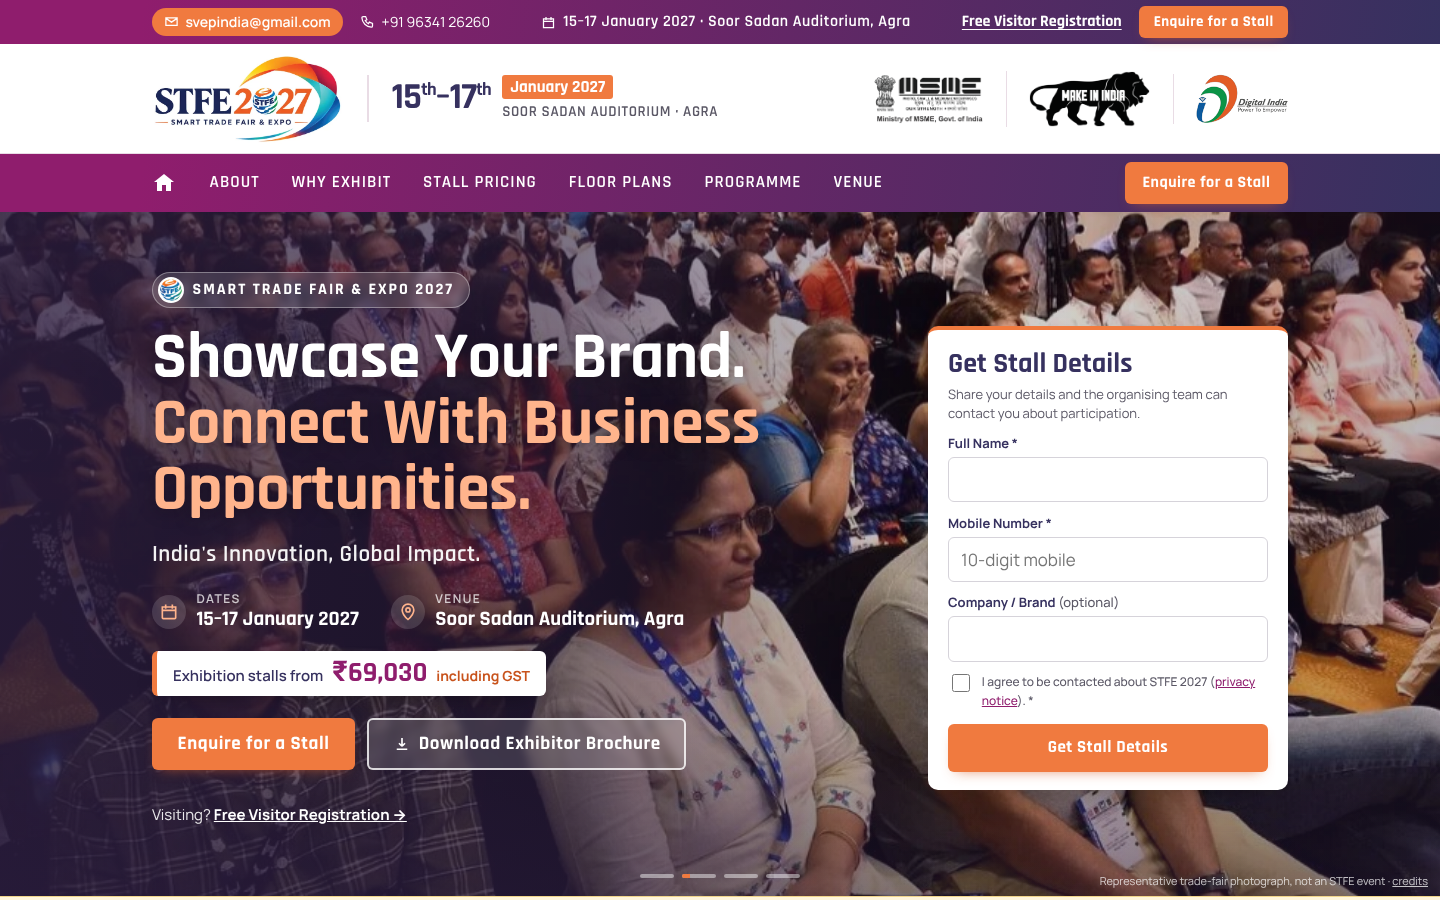 svepindia@gmail.com
+91 96341 26260
15–17 January 2027 · Soor Sadan Auditorium, Agra
Free Visitor Registration
Enquire for a Stall
STFE 2027
SMART TRADE FAIR & EXPO
15th–17th
January 2027
SOOR SADAN AUDITORIUM · AGRA
MSME
Ministry of MSME, Govt. of India
MAKE IN INDIA
Digital India
Power To Empower
ABOUT
WHY EXHIBIT
STALL PRICING
FLOOR PLANS
PROGRAMME
VENUE
Enquire for a Stall
SMART TRADE FAIR & EXPO 2027
Showcase Your Brand.
Connect With Business
Opportunities.
India's Innovation, Global Impact.
DATES
15–17 January 2027
VENUE
Soor Sadan Auditorium, Agra
Exhibition stalls from ₹69,030 including GST
Enquire for a Stall
Download Exhibitor Brochure
Visiting? Free Visitor Registration →
Get Stall Details
Share your details and the organising team can
contact you about participation.
Full Name *
Mobile Number *
10-digit mobile
Company / Brand (optional)
I agree to be contacted about STFE 2027 (privacy
notice). *
Get Stall Details
Representative trade-fair photograph, not an STFE event · credits